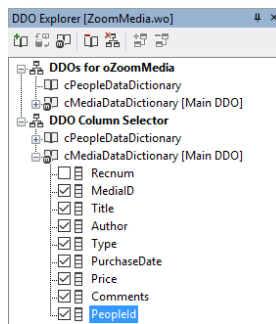 DDO Explorer [ZoomMedia.wo]
DDOs for oZoomMedia
cPeopleDataDictionary
cMediaDataDictionary [Main DDO]
DDO Column Selector
cPeopleDataDictionary
cMediaDataDictionary [Main DDO]
Recnum
MediaID
Title
Author
Type
PurchaseDate
Price
Comments
PeopleId